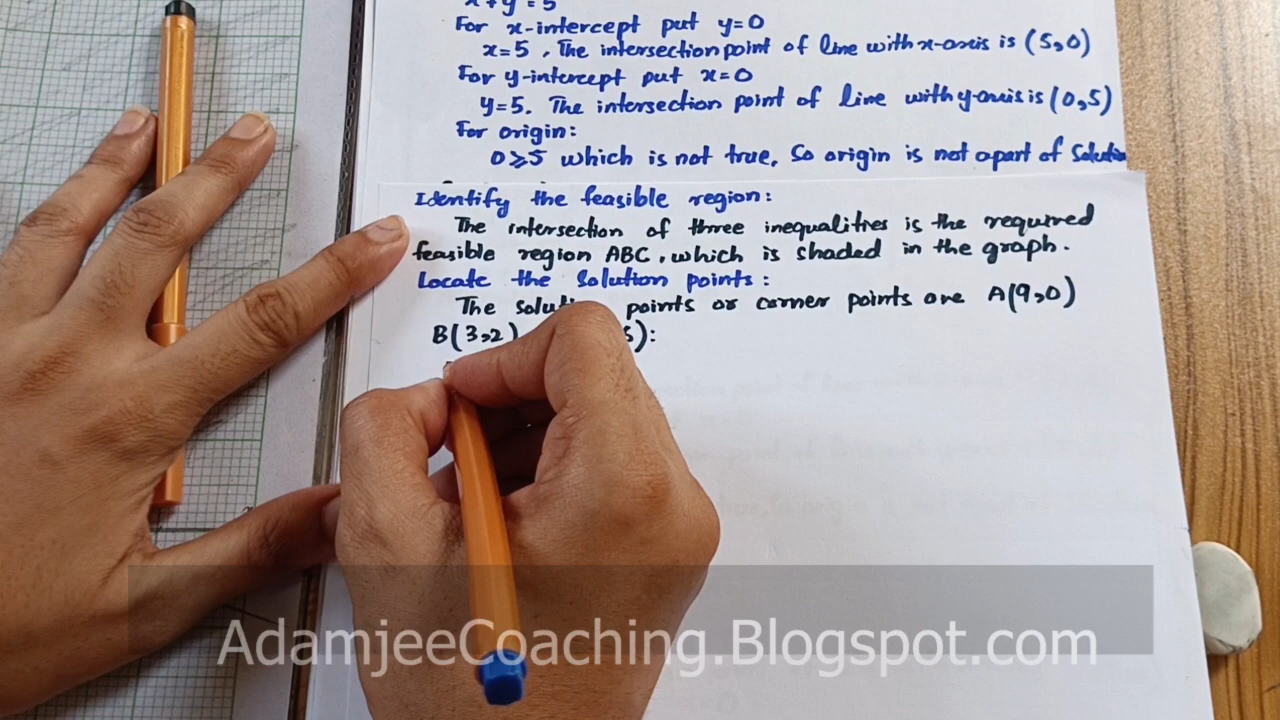 x+y=5
For x-intercept put y=0
x=5, The intersection point of line with x-axis is (5,0)
For y-intercept put x=0
y=5. The intersection point of line with y-axis is (0,5)
For origin:
0⩾5 which is not true, So origin is not apart of Solution
Identify the feasible region:
The intersection of three inequalities is the required
feasible region ABC, which is shaded in the graph.
Locate the Solution points:
The points or corner points are A(9,0)
B(3,2)
AdamjeeCoaching.Blogspot.com